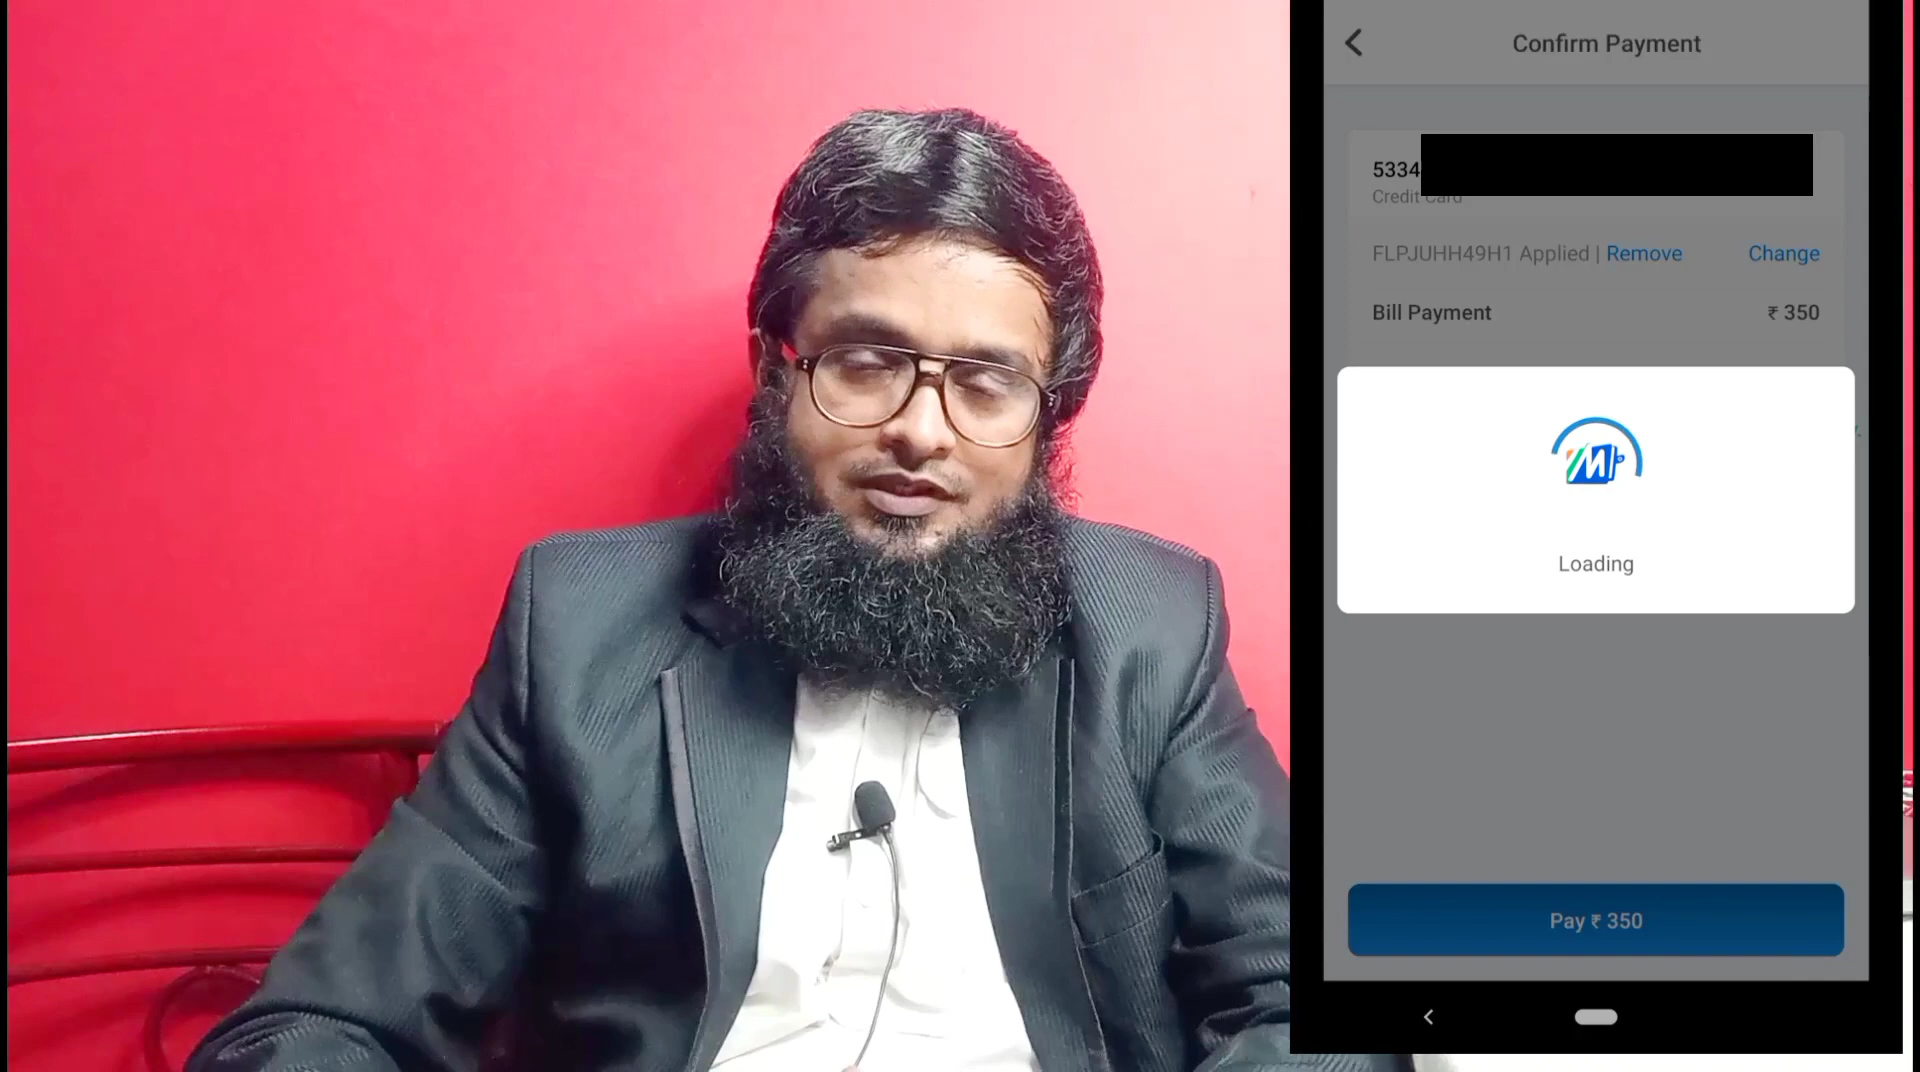 Confirm Payment
5334
Credit Card
FLPJUHH49H1 Applied | Remove Change
Bill Payment ₹ 350
Loading
Pay ₹ 350